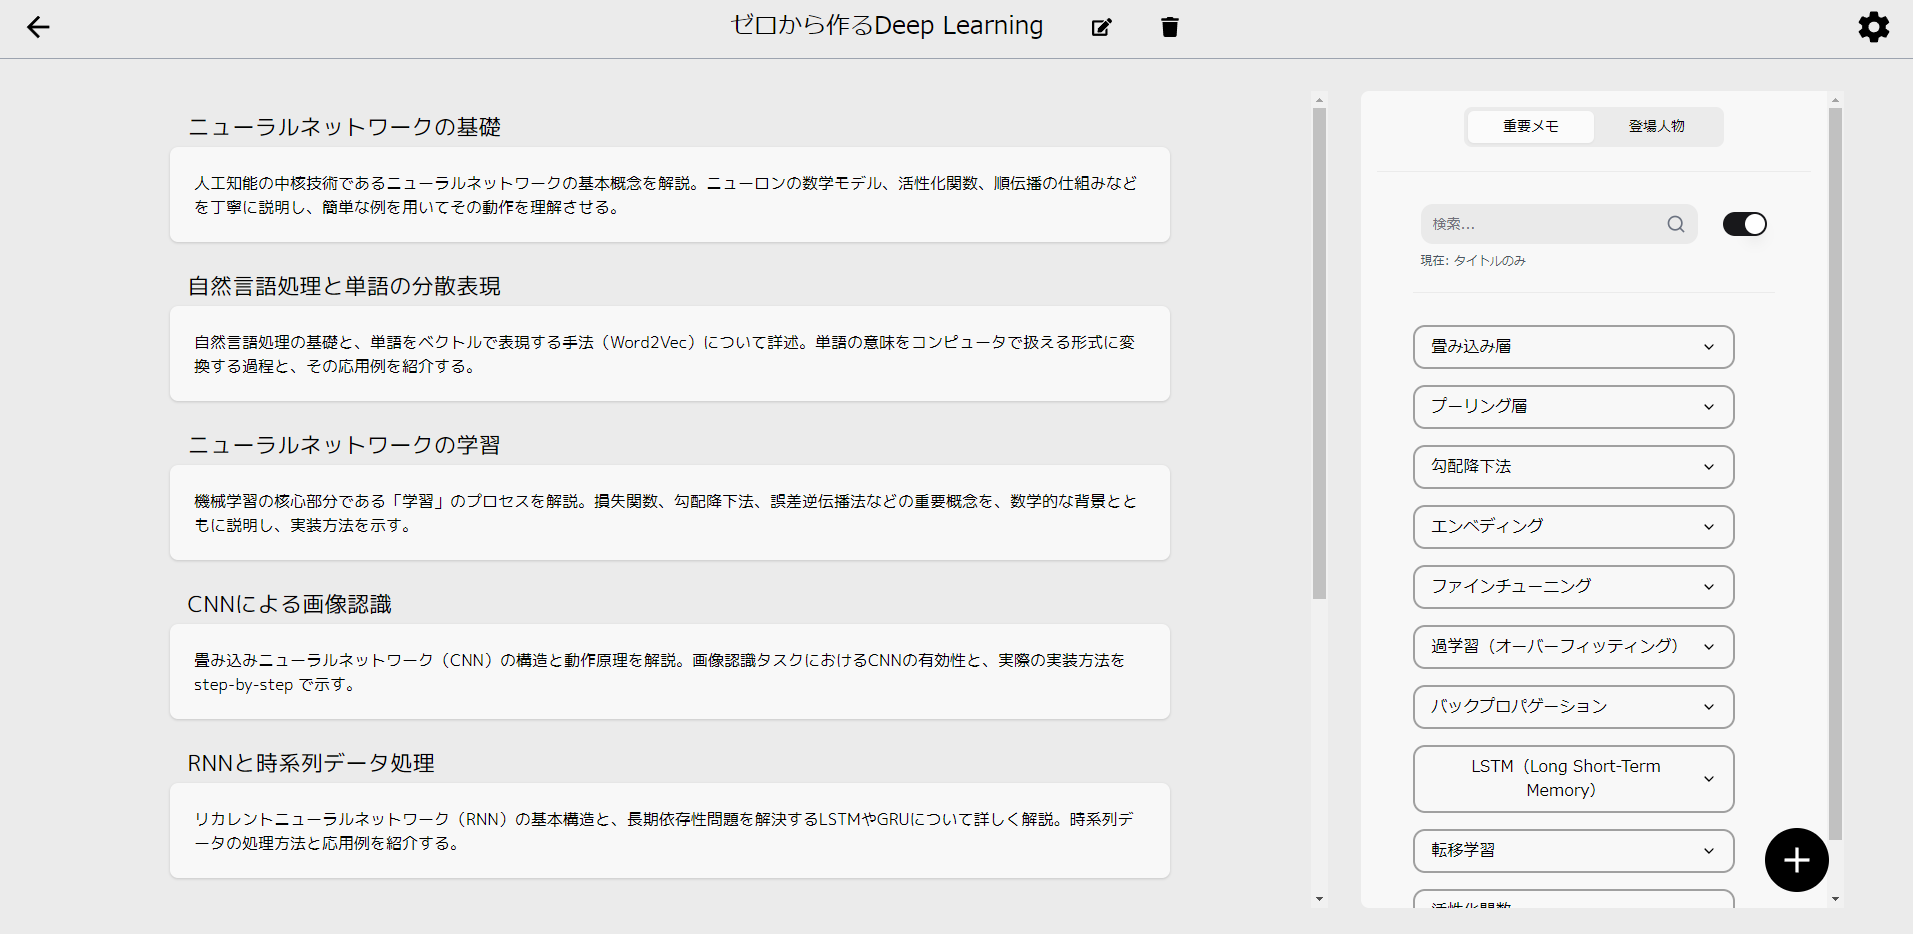 ゼロから作るDeep Learning
ニューラルネットワークの基礎
人工知能の中核技術であるニューラルネットワークの基本概念を解説。ニューロンの数学モデル、活性化関数、順伝播の仕組みなど
を丁寧に説明し、簡単な例を用いてその動作を理解させる。
自然言語処理と単語の分散表現
自然言語処理の基礎と、単語をベクトルで表現する手法（Word2Vec）について詳述。単語の意味をコンピュータで扱える形式に変
換する過程と、その応用例を紹介する。
ニューラルネットワークの学習
機械学習の核心部分である「学習」のプロセスを解説。損失関数、勾配降下法、誤差逆伝播法などの重要概念を、数学的な背景とと
もに説明し、実装方法を示す。
CNNによる画像認識
畳み込みニューラルネットワーク（CNN）の構造と動作原理を解説。画像認識タスクにおけるCNNの有効性と、実際の実装方法を
step-by-step で示す。
RNNと時系列データ処理
リカレントニューラルネットワーク（RNN）の基本構造と、長期依存性問題を解決するLSTMやGRUについて詳しく解説。時系列デ
ータの処理方法と応用例を紹介する。
重要メモ
登場人物
検索...
現在: タイトルのみ
畳み込み層
プーリング層
勾配降下法
エンベディング
ファインチューニング
過学習（オーバーフィッティング）
バックプロパゲーション
LSTM（Long Short-Term
Memory）
転移学習
活性化関数